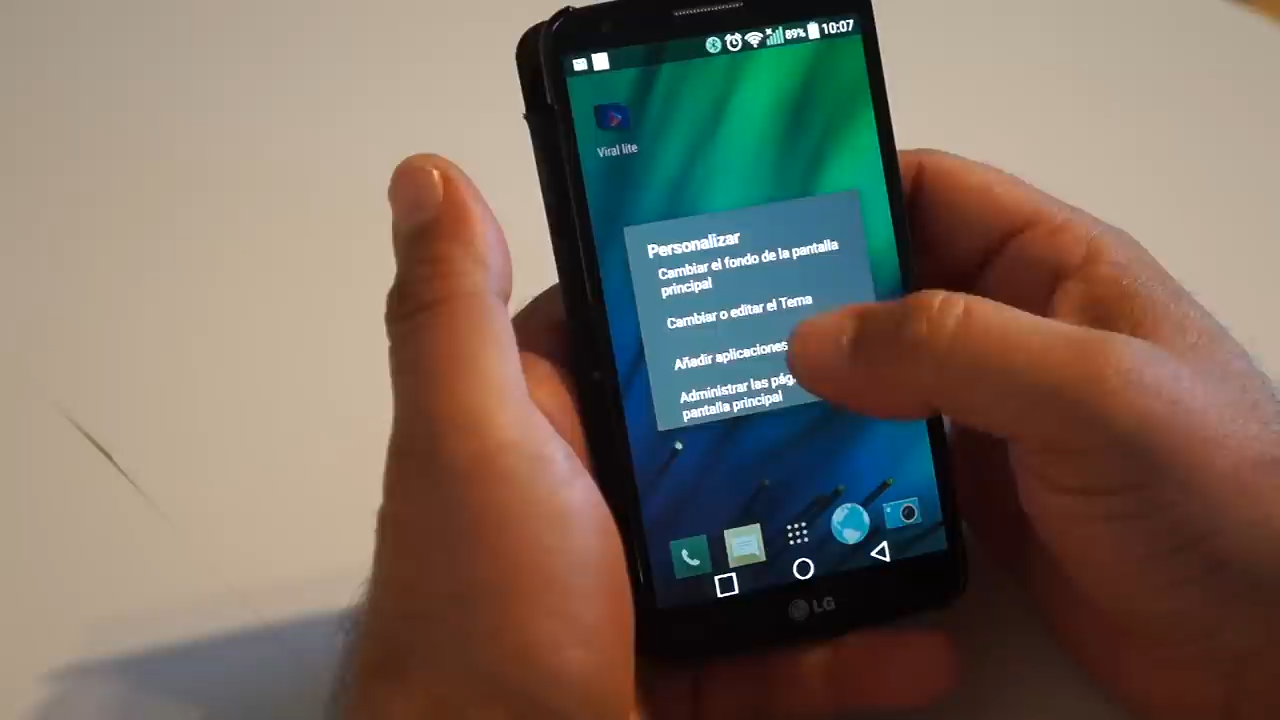 89% 10:07
Viral lite
Personalizar
Cambiar el fondo de la pantalla
principal
Cambiar o editar el Tema
Añadir aplicaciones
Administrar las pág
pantalla principal
LG